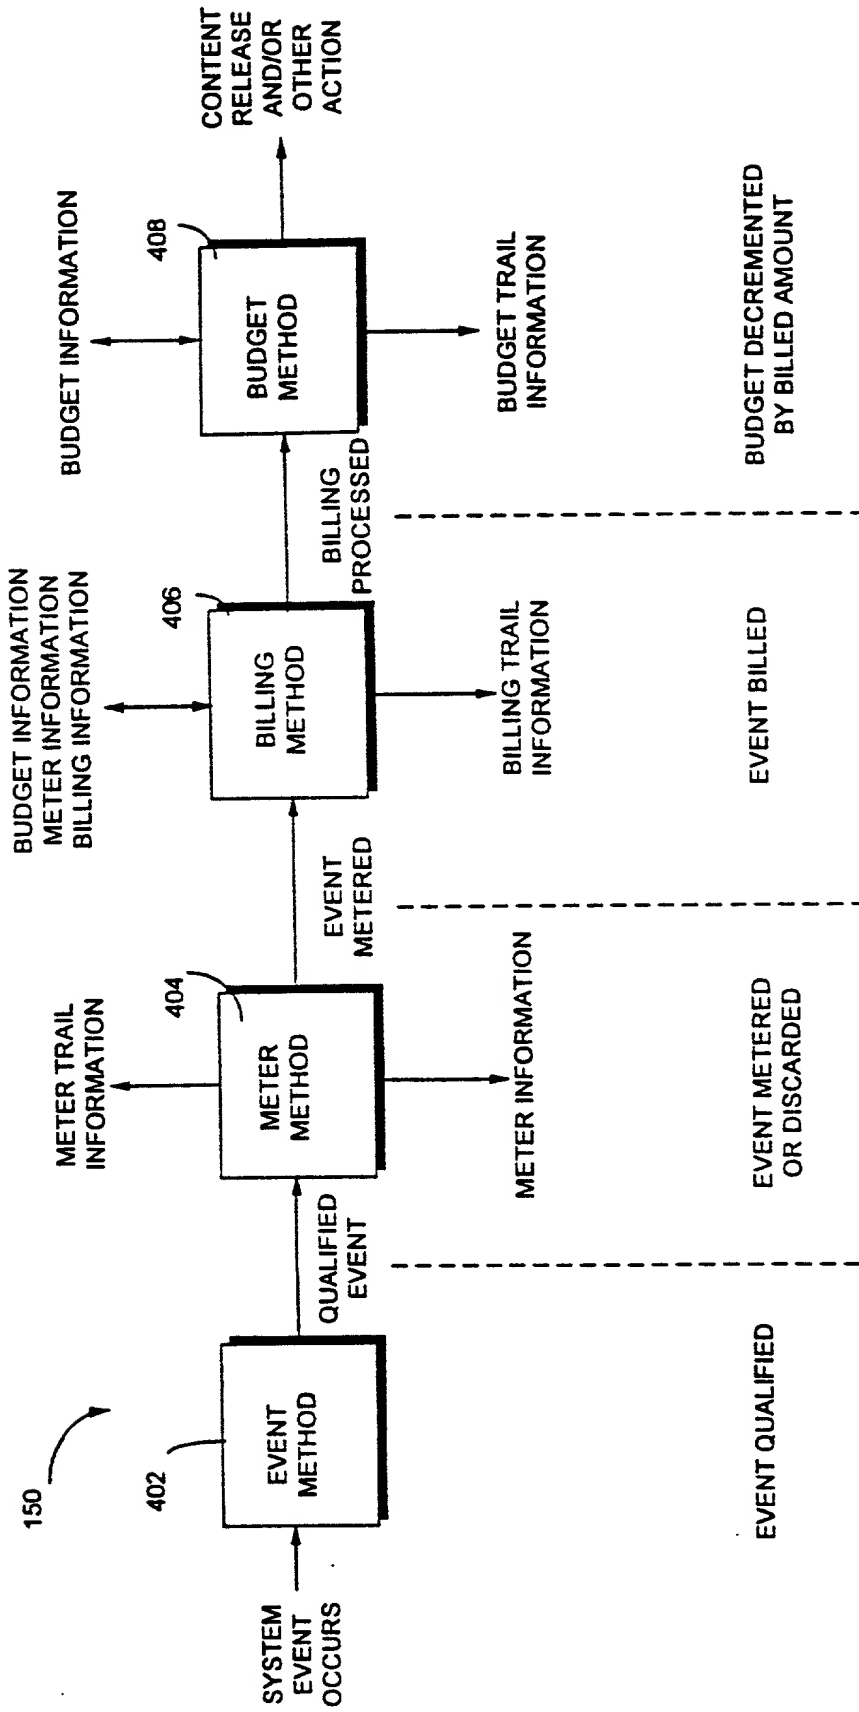 150
SYSTEM
EVENT
OCCURS
402
EVENT
METHOD
QUALIFIED
EVENT
METER TRAIL
INFORMATION
404
METER
METHOD
METER INFORMATION
EVENT
METERED
BUDGET INFORMATION
METER INFORMATION
BILLING INFORMATION
406
BILLING
METHOD
BILLING TRAIL
INFORMATION
BILLING
PROCESSED
BUDGET INFORMATION
408
BUDGET
METHOD
BUDGET TRAIL
INFORMATION
CONTENT
RELEASE
AND/OR
OTHER
ACTION
EVENT QUALIFIED
EVENT METERED
OR DISCARDED
EVENT BILLED
BUDGET DECREMENTED
BY BILLED AMOUNT